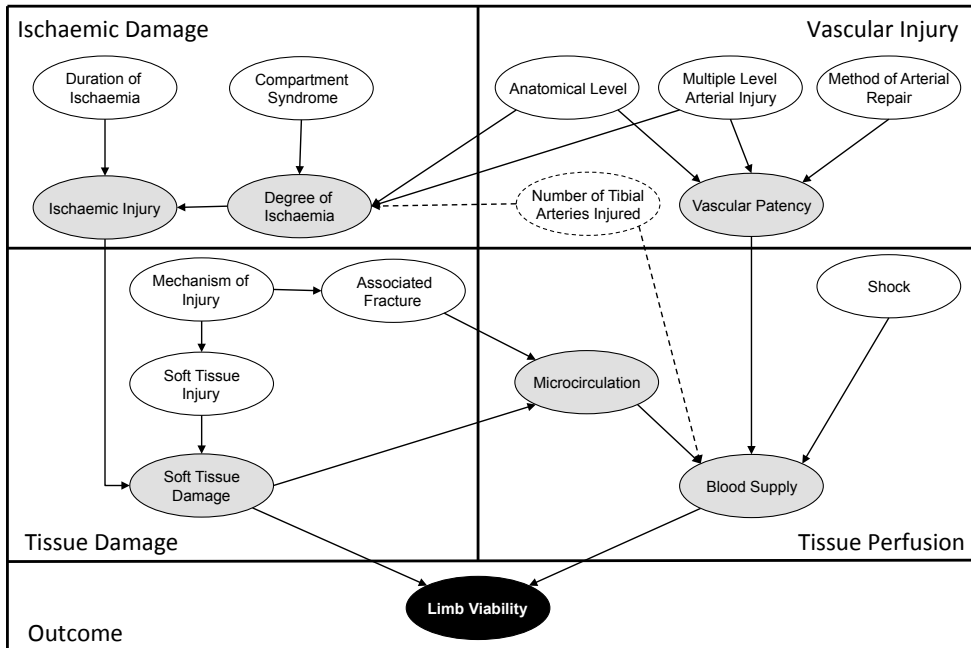 Ischaemic Damage
Vascular Injury
Duration of
Ischaemia
Compartment
Syndrome
Anatomical Level
Multiple Level
Arterial Injury
Method of Arterial
Repair
Ischaemic Injury
Degree of
Ischaemia
Number of Tibial
Arteries Injured
Vascular Patency
Mechanism of
Injury
Associated
Fracture
Shock
Soft Tissue
Injury
Microcirculation
Soft Tissue
Damage
Blood Supply
Tissue Damage
Tissue Perfusion
Limb Viability
Outcome